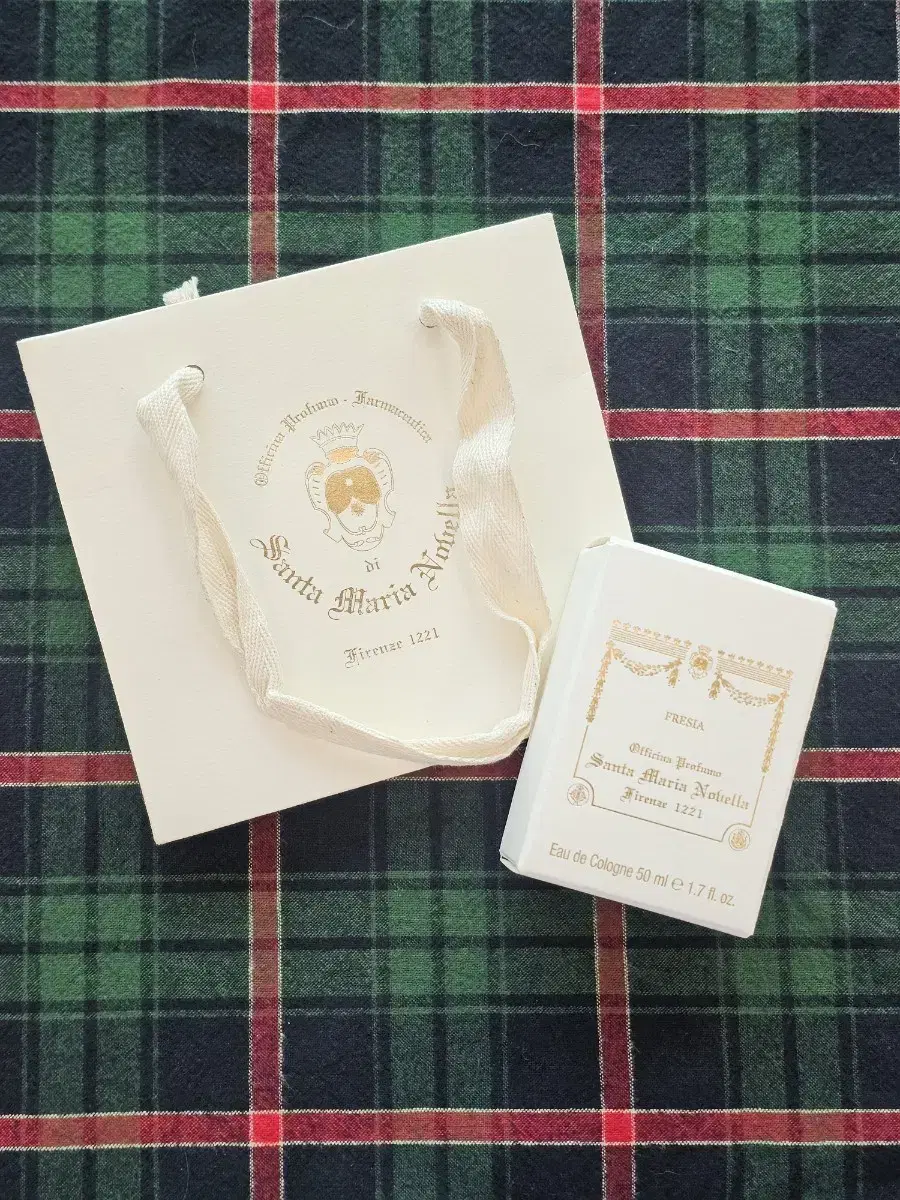 Officina Profumo - Farmaceutica
di
Santa Maria Novella
Firenze 1221
FRESIA
Officina Profumo
Santa Maria Novella
Firenze 1221
Eau de Cologne 50 ml ℮ 1.7 fl. oz.